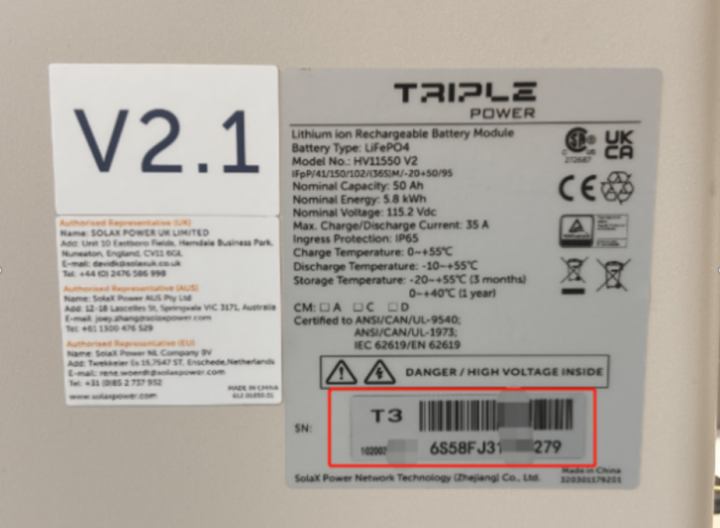 V2.1
Authorised Representative (UK)
Name: SOLAX POWER UK LIMITED
Add: Unit 10 Eastboro Fields, Hemdale Business Park,
Nuneaton, England, CV11 6GL
E-mail: davidk@solaxuk.co.uk
Tel: +44 (0) 2476 586 998
Authorised Representative (AUS)
Name: SolaX Power AUS Pty Ltd
Add: 12-18 Lascelles St, Springvale VIC 3171, Australia
E-mail: joey.zhang@solaxpower.com
Tel: +61 1300 476 529
Authorised Representative (EU)
Name: SolaX Power NL Company BV
Add: Twekkeler Es 15,7547 ST. Enschede,Netherlands
E-mail: rene.woerdt@solaxpower.com
Tel: +31 (0)85 2 737 932
MADE IN CHINA
www.solaxpower.com
TRIPLE
POWER
Lithium ion Rechargeable Battery Module
Battery Type: LiFePO4
Model No.: HV11550 V2
IFpP/41/150/102/(36S)M/-20+50/95
Nominal Capacity: 50 Ah
Nominal Energy: 5.8 kWh
Nominal Voltage: 115.2 Vdc
Max. Charge/Discharge Current: 35 A
Ingress Protection: IP65
Charge Temperature: 0~+55℃
Discharge Temperature: -10~+55℃
Storage Temperature: -20~+55℃ (3 months)
0~+40℃ (1 year)
CM: □ A □ C □ D
Certified to ANSI/CAN/UL-9540;
ANSI/CAN/UL-1973;
IEC 62619/EN 62619
C US
272687
UK
CA
CE
DANGER / HIGH VOLTAGE INSIDE
SN:
T3
102002
6S58FJ31 279
Made in China
SolaX Power Network Technology (Zhejiang) Co., Ltd.
320301179201